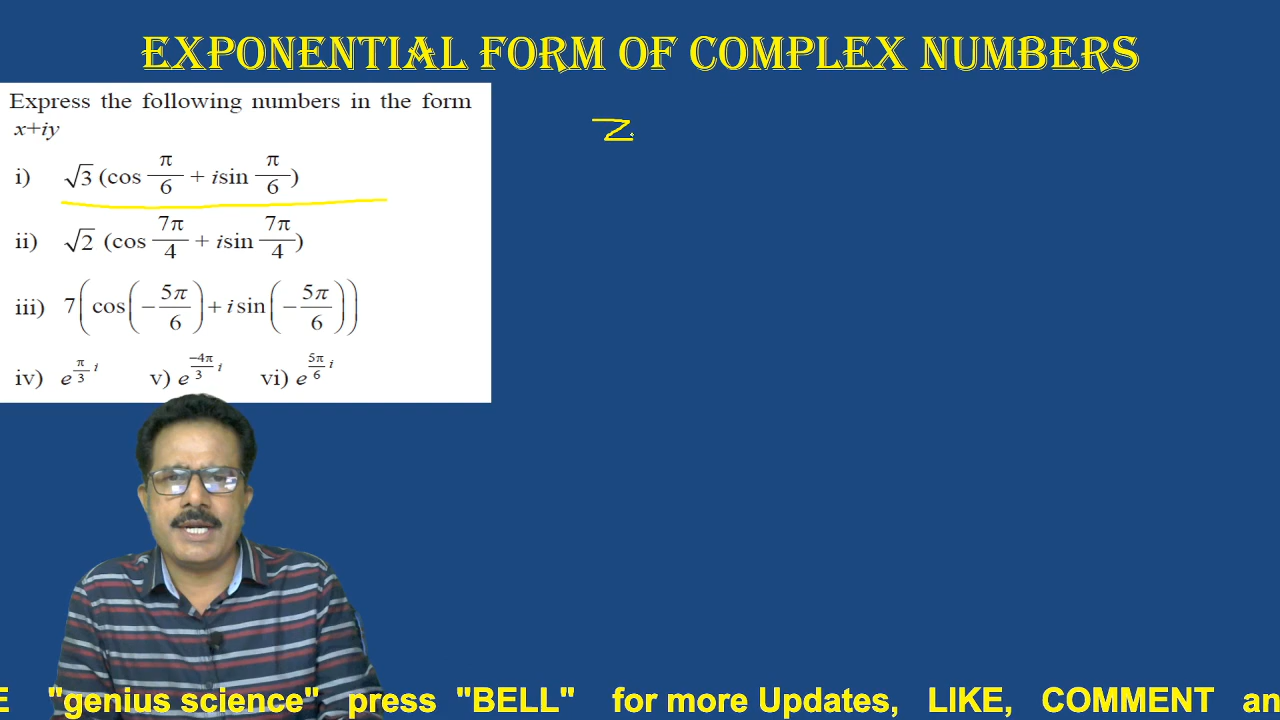 EXPONENTIAL FORM OF COMPLEX NUMBERS
Express the following numbers in the form
x+iy
i) √3 (cos π/6 + isin π/6)
ii) √2 (cos 7π/4 + isin 7π/4)
iii) 7(cos(−5π/6)+isin(−5π/6))
iv) e^(π/3 i) v) e^(−4π/3 i) vi) e^(5π/6 i)
z
E "genius science" press "BELL" for more Updates, LIKE, COMMENT an